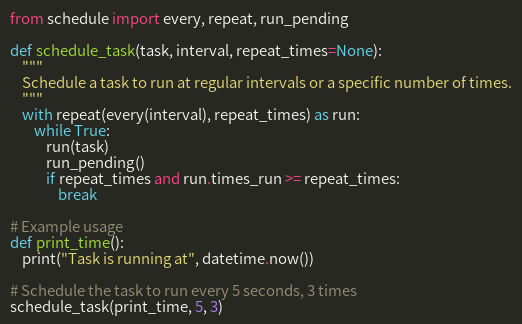 from schedule import every, repeat, run_pending

def schedule_task(task, interval, repeat_times=None):
    """
    Schedule a task to run at regular intervals or a specific number of times.
    """
    with repeat(every(interval), repeat_times) as run:
        while True:
            run(task)
            run_pending()
            if repeat_times and run.times_run >= repeat_times:
                break

# Example usage
def print_time():
    print("Task is running at", datetime.now())

# Schedule the task to run every 5 seconds, 3 times
schedule_task(print_time, 5, 3)